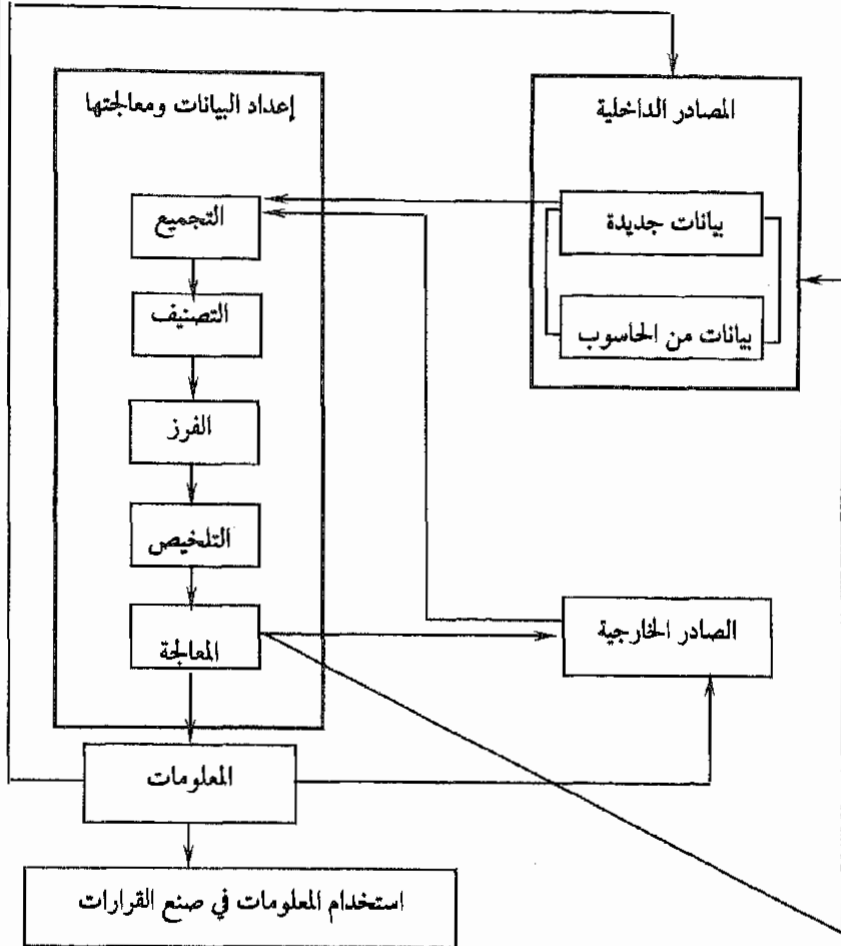 المصادر الداخلية
إعداد البيانات ومعالجتها
بيانات جديدة
بيانات من الحاسوب
التجميع
التصنيف
الفرز
التلخيص
المعالجة
الصادر الخارجية
المعلومات
استخدام المعلومات في صنع القرارات